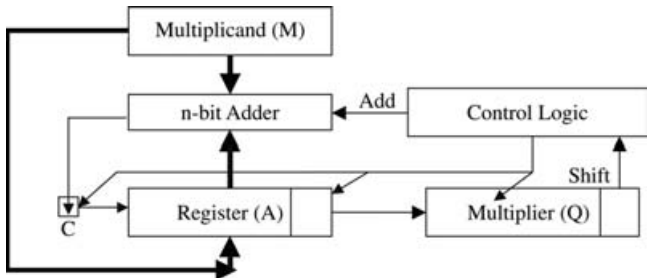 Multiplicand (M)
n-bit Adder
Add
Control Logic
Shift
C
Register (A)
Multiplier (Q)